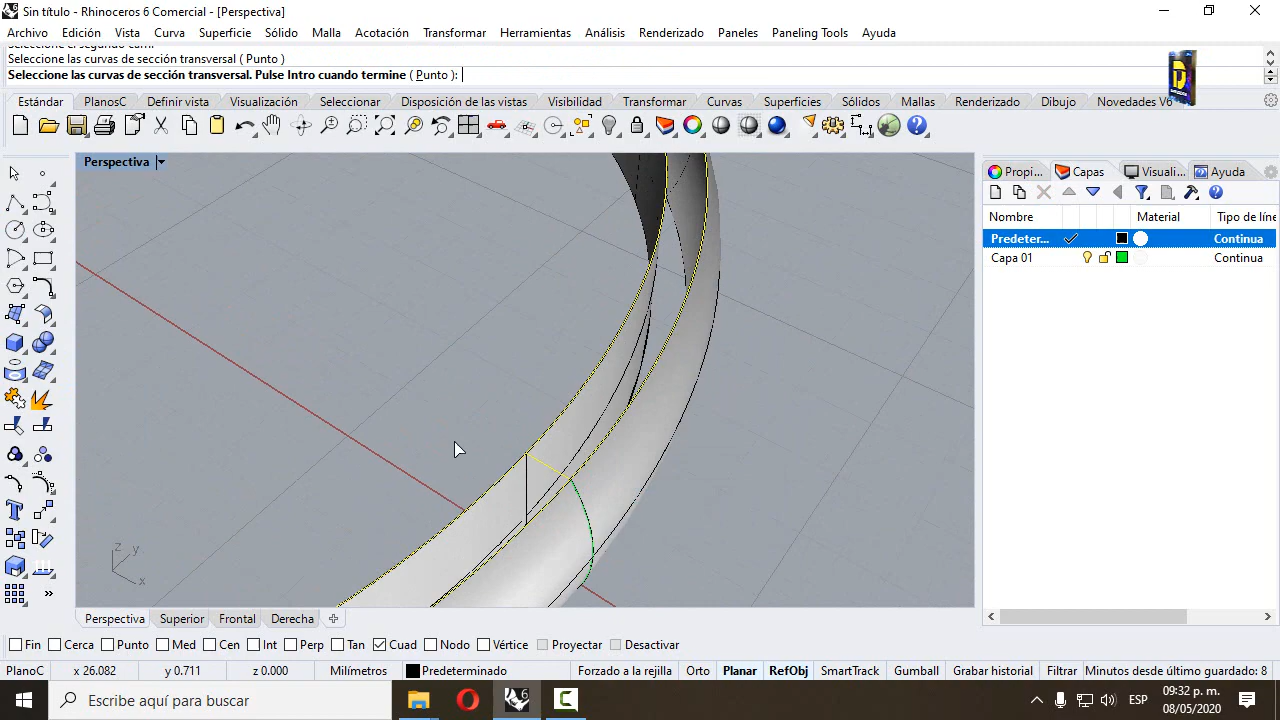 Sin título - Rhinoceros 6 Comercial - [Perspectiva]
Archivo Edición Vista Curva Superficie Sólido Malla Acotación Transformar Herramientas Análisis Renderizado Paneles Paneling Tools Ayuda
Seleccione las curvas de sección transversal ( Punto )
Seleccione las curvas de sección transversal. Pulse Intro cuando termine ( Punto ):
Estándar PlanosC Definir vista Visualización Seleccionar Disposición de las vistas Visibilidad Transformar Curvas Superficies Sólidos Mallas Renderizado Dibujo Novedades V6
Perspectiva
Propi... Capas Visuali... Ayuda
Nombre Material Tipo de líne
Predeter... Continua
Capa 01 Continua
z y x
Perspectiva Superior Frontal Derecha
Fin Cerca Punto Med Cen Int Perp Tan Cuad Nodo Vértice Proyectar Desactivar
PlanoC x 26.082 y 0.711 z 0.000 Milímetros Predeterminado Forzado a la rejilla Orto Planar RefObj SmartTrack Gumball Grabar historial Filtrar Minutos desde último guardado: 8
Escribe aquí para buscar
ESP
09:32 p. m.
08/05/2020